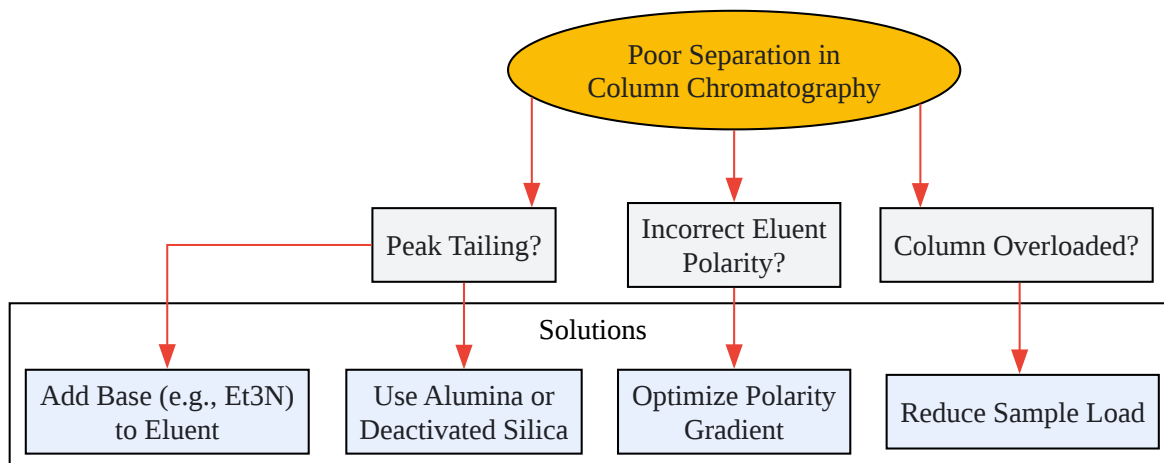 Poor Separation in
Column Chromatography
Peak Tailing?
Incorrect Eluent
Polarity?
Column Overloaded?
Solutions
Add Base (e.g., Et3N)
to Eluent
Use Alumina or
Deactivated Silica
Optimize Polarity
Gradient
Reduce Sample Load